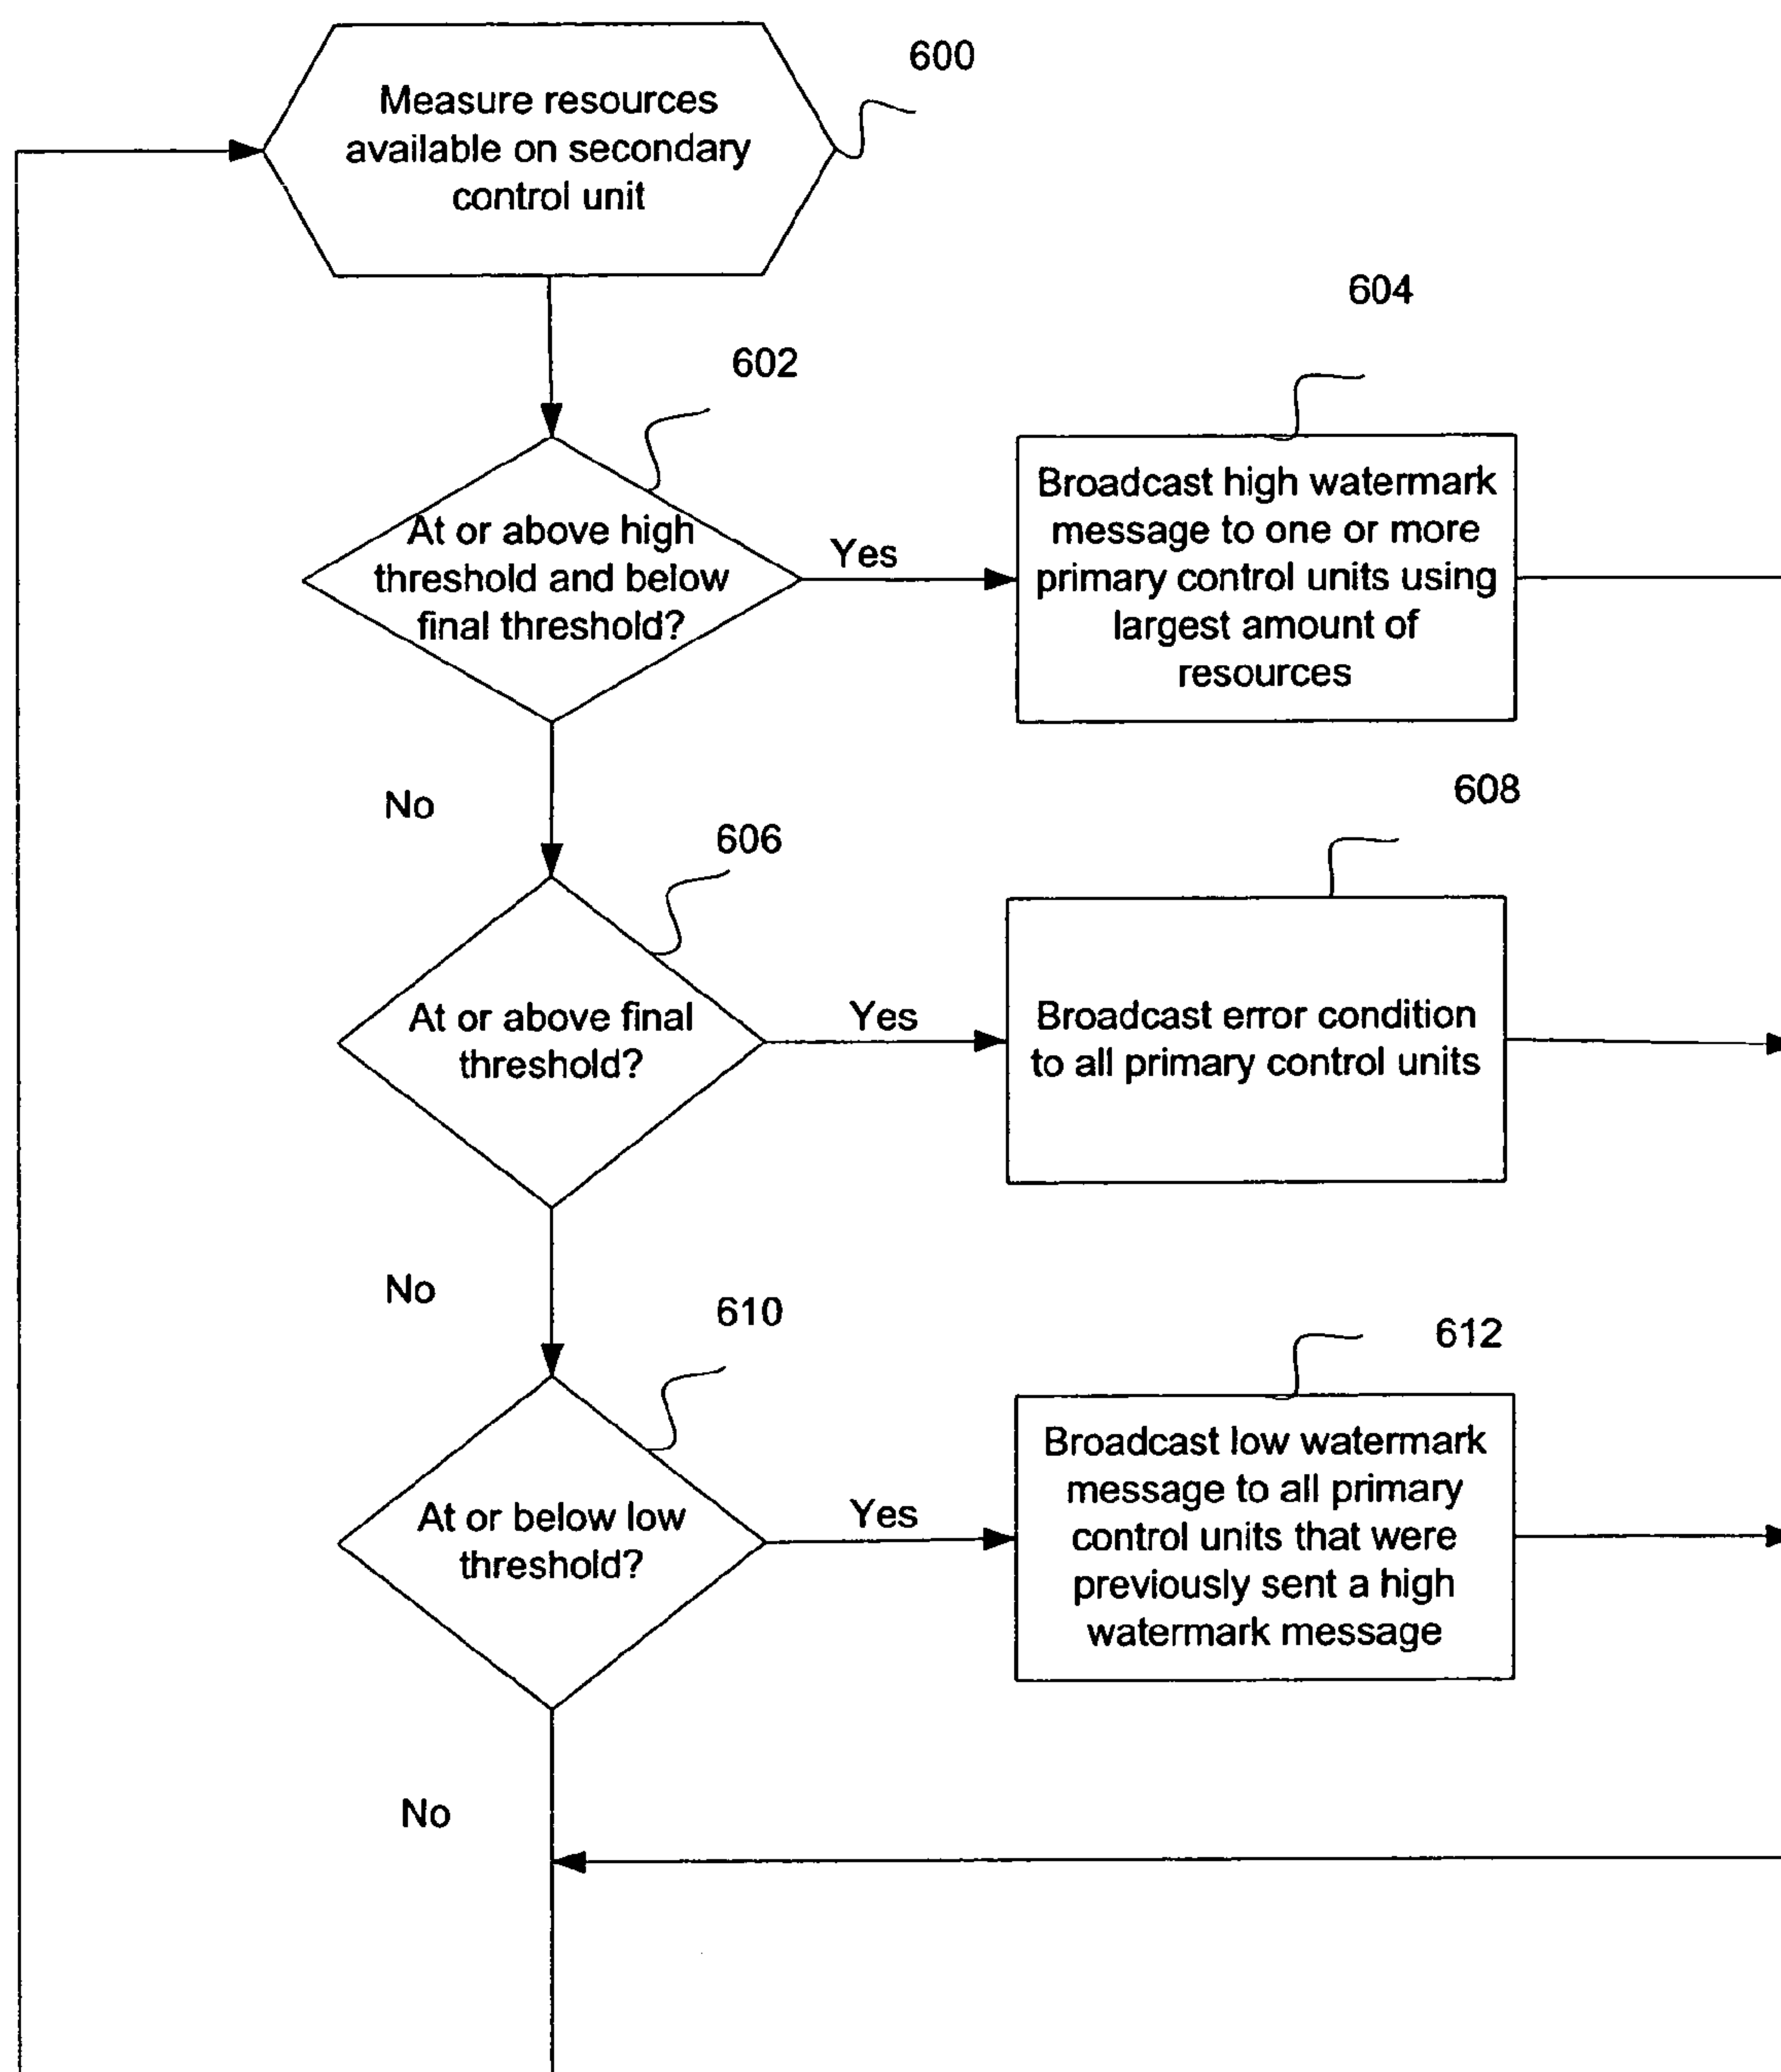 600
Measure resources
available on secondary
control unit
602
At or above high
threshold and below
final threshold?
Yes
604
Broadcast high watermark
message to one or more
primary control units using
largest amount of
resources
No
606
At or above final
threshold?
Yes
608
Broadcast error condition
to all primary control units
No
610
At or below low
threshold?
Yes
612
Broadcast low watermark
message to all primary
control units that were
previously sent a high
watermark message
No